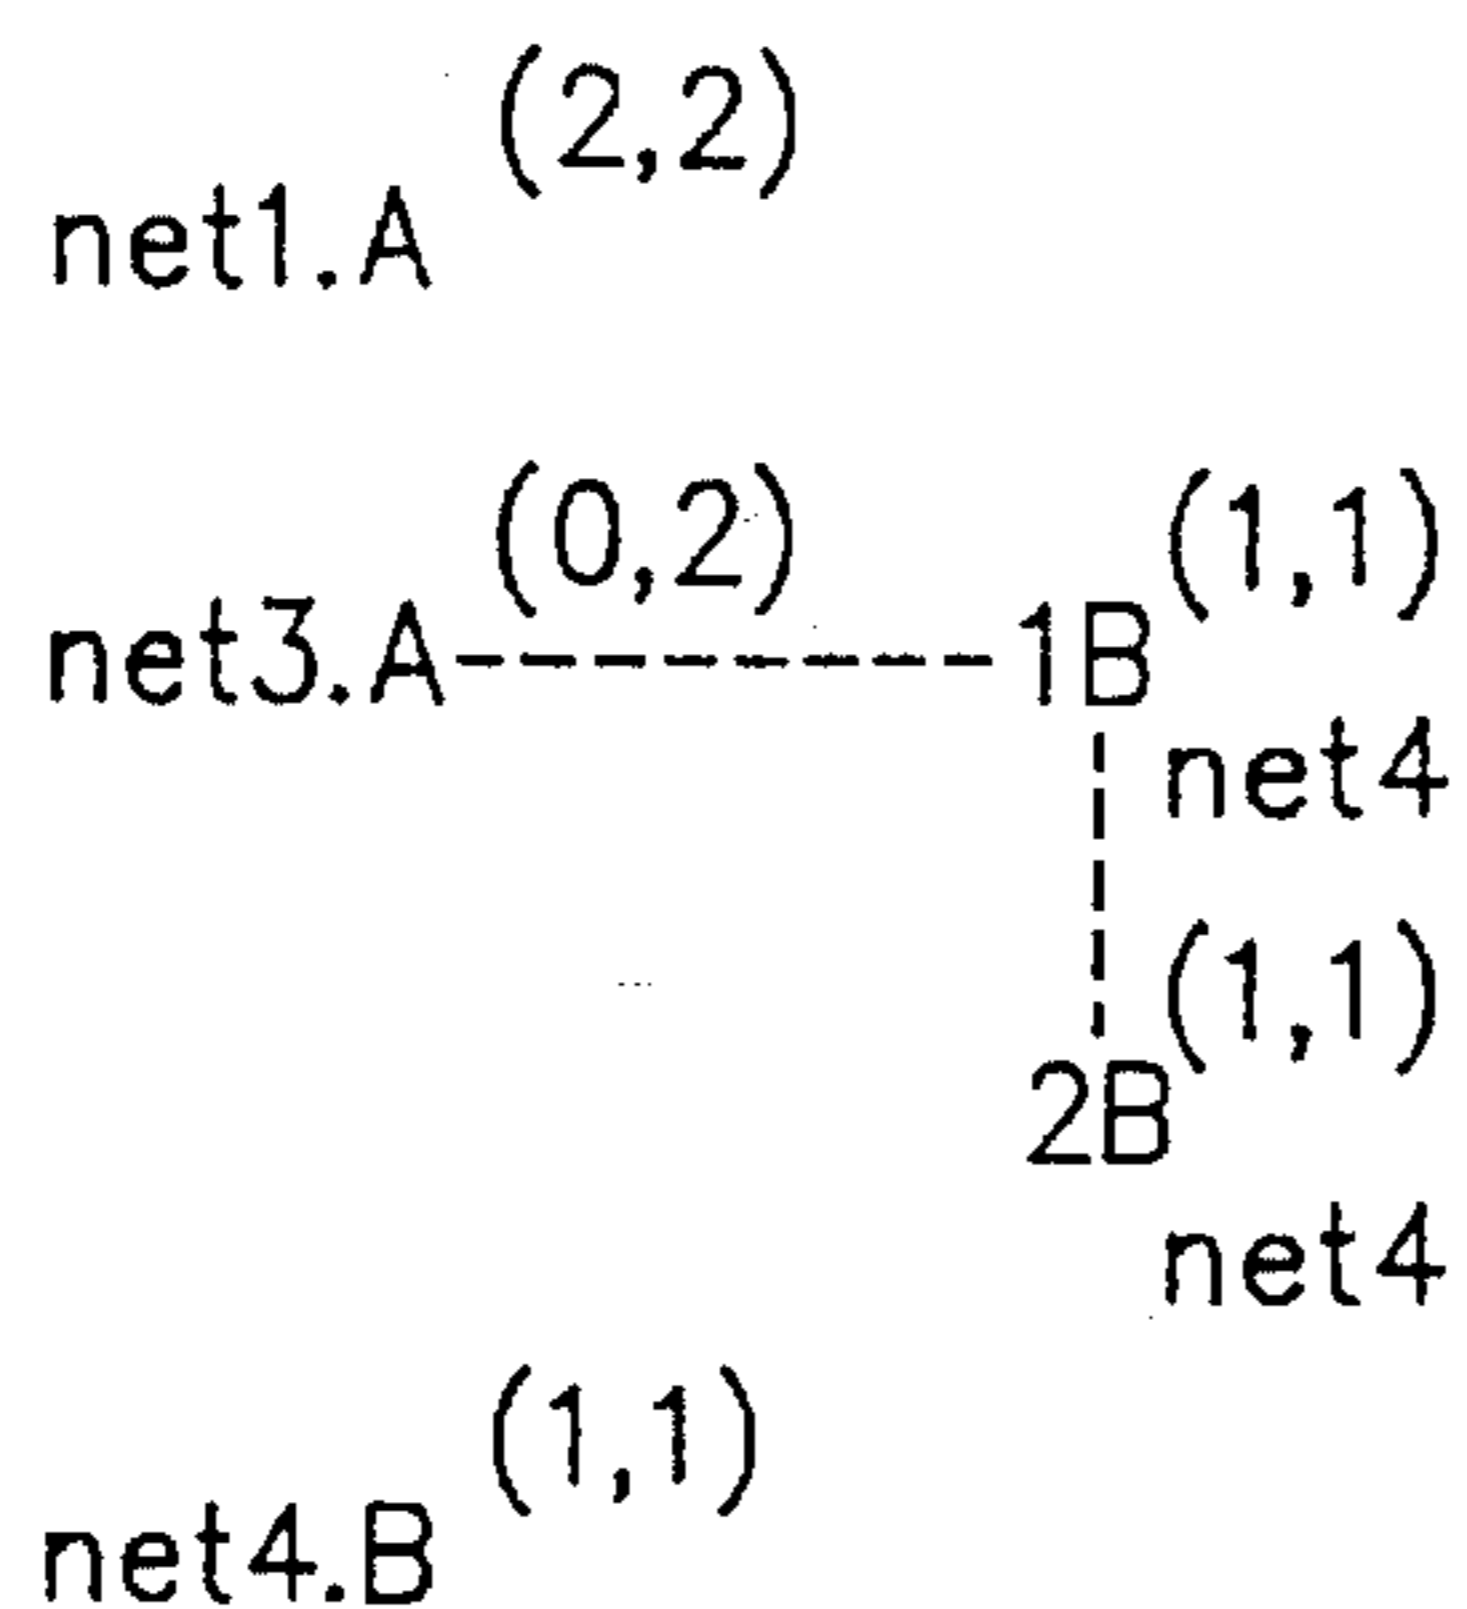 (2,2)
net1.A
(0,2) (1,1)
net3.A 1B
net4
(1,1)
2B
net4
(1,1)
net4.B